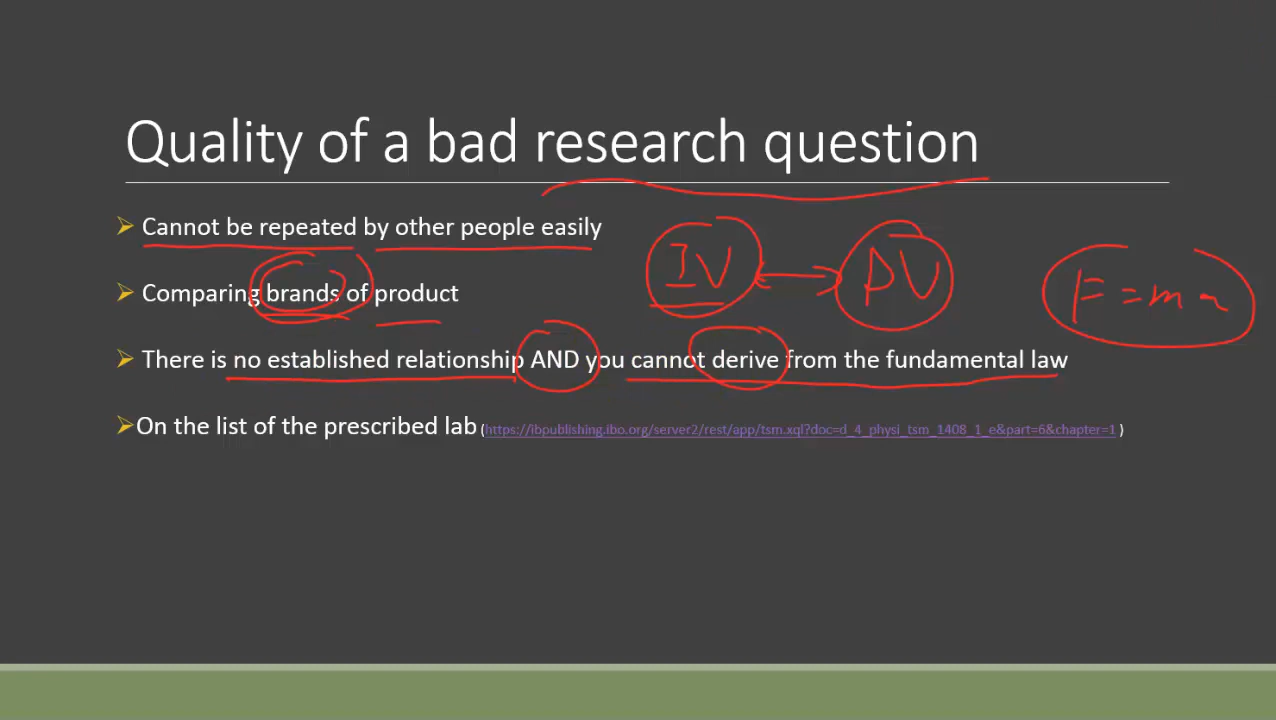 Quality of a bad research question
➢ Cannot be repeated by other people easily
IV DV
F = ma
➢ Comparing brands of product
➢ There is no established relationship AND you cannot derive from the fundamental law
➢ On the list of the prescribed lab (https://ibpublishing.ibo.org/server2/rest/app/tsm.xql?doc=d_4_physi_tsm_1408_1_e&part=6&chapter=1 )